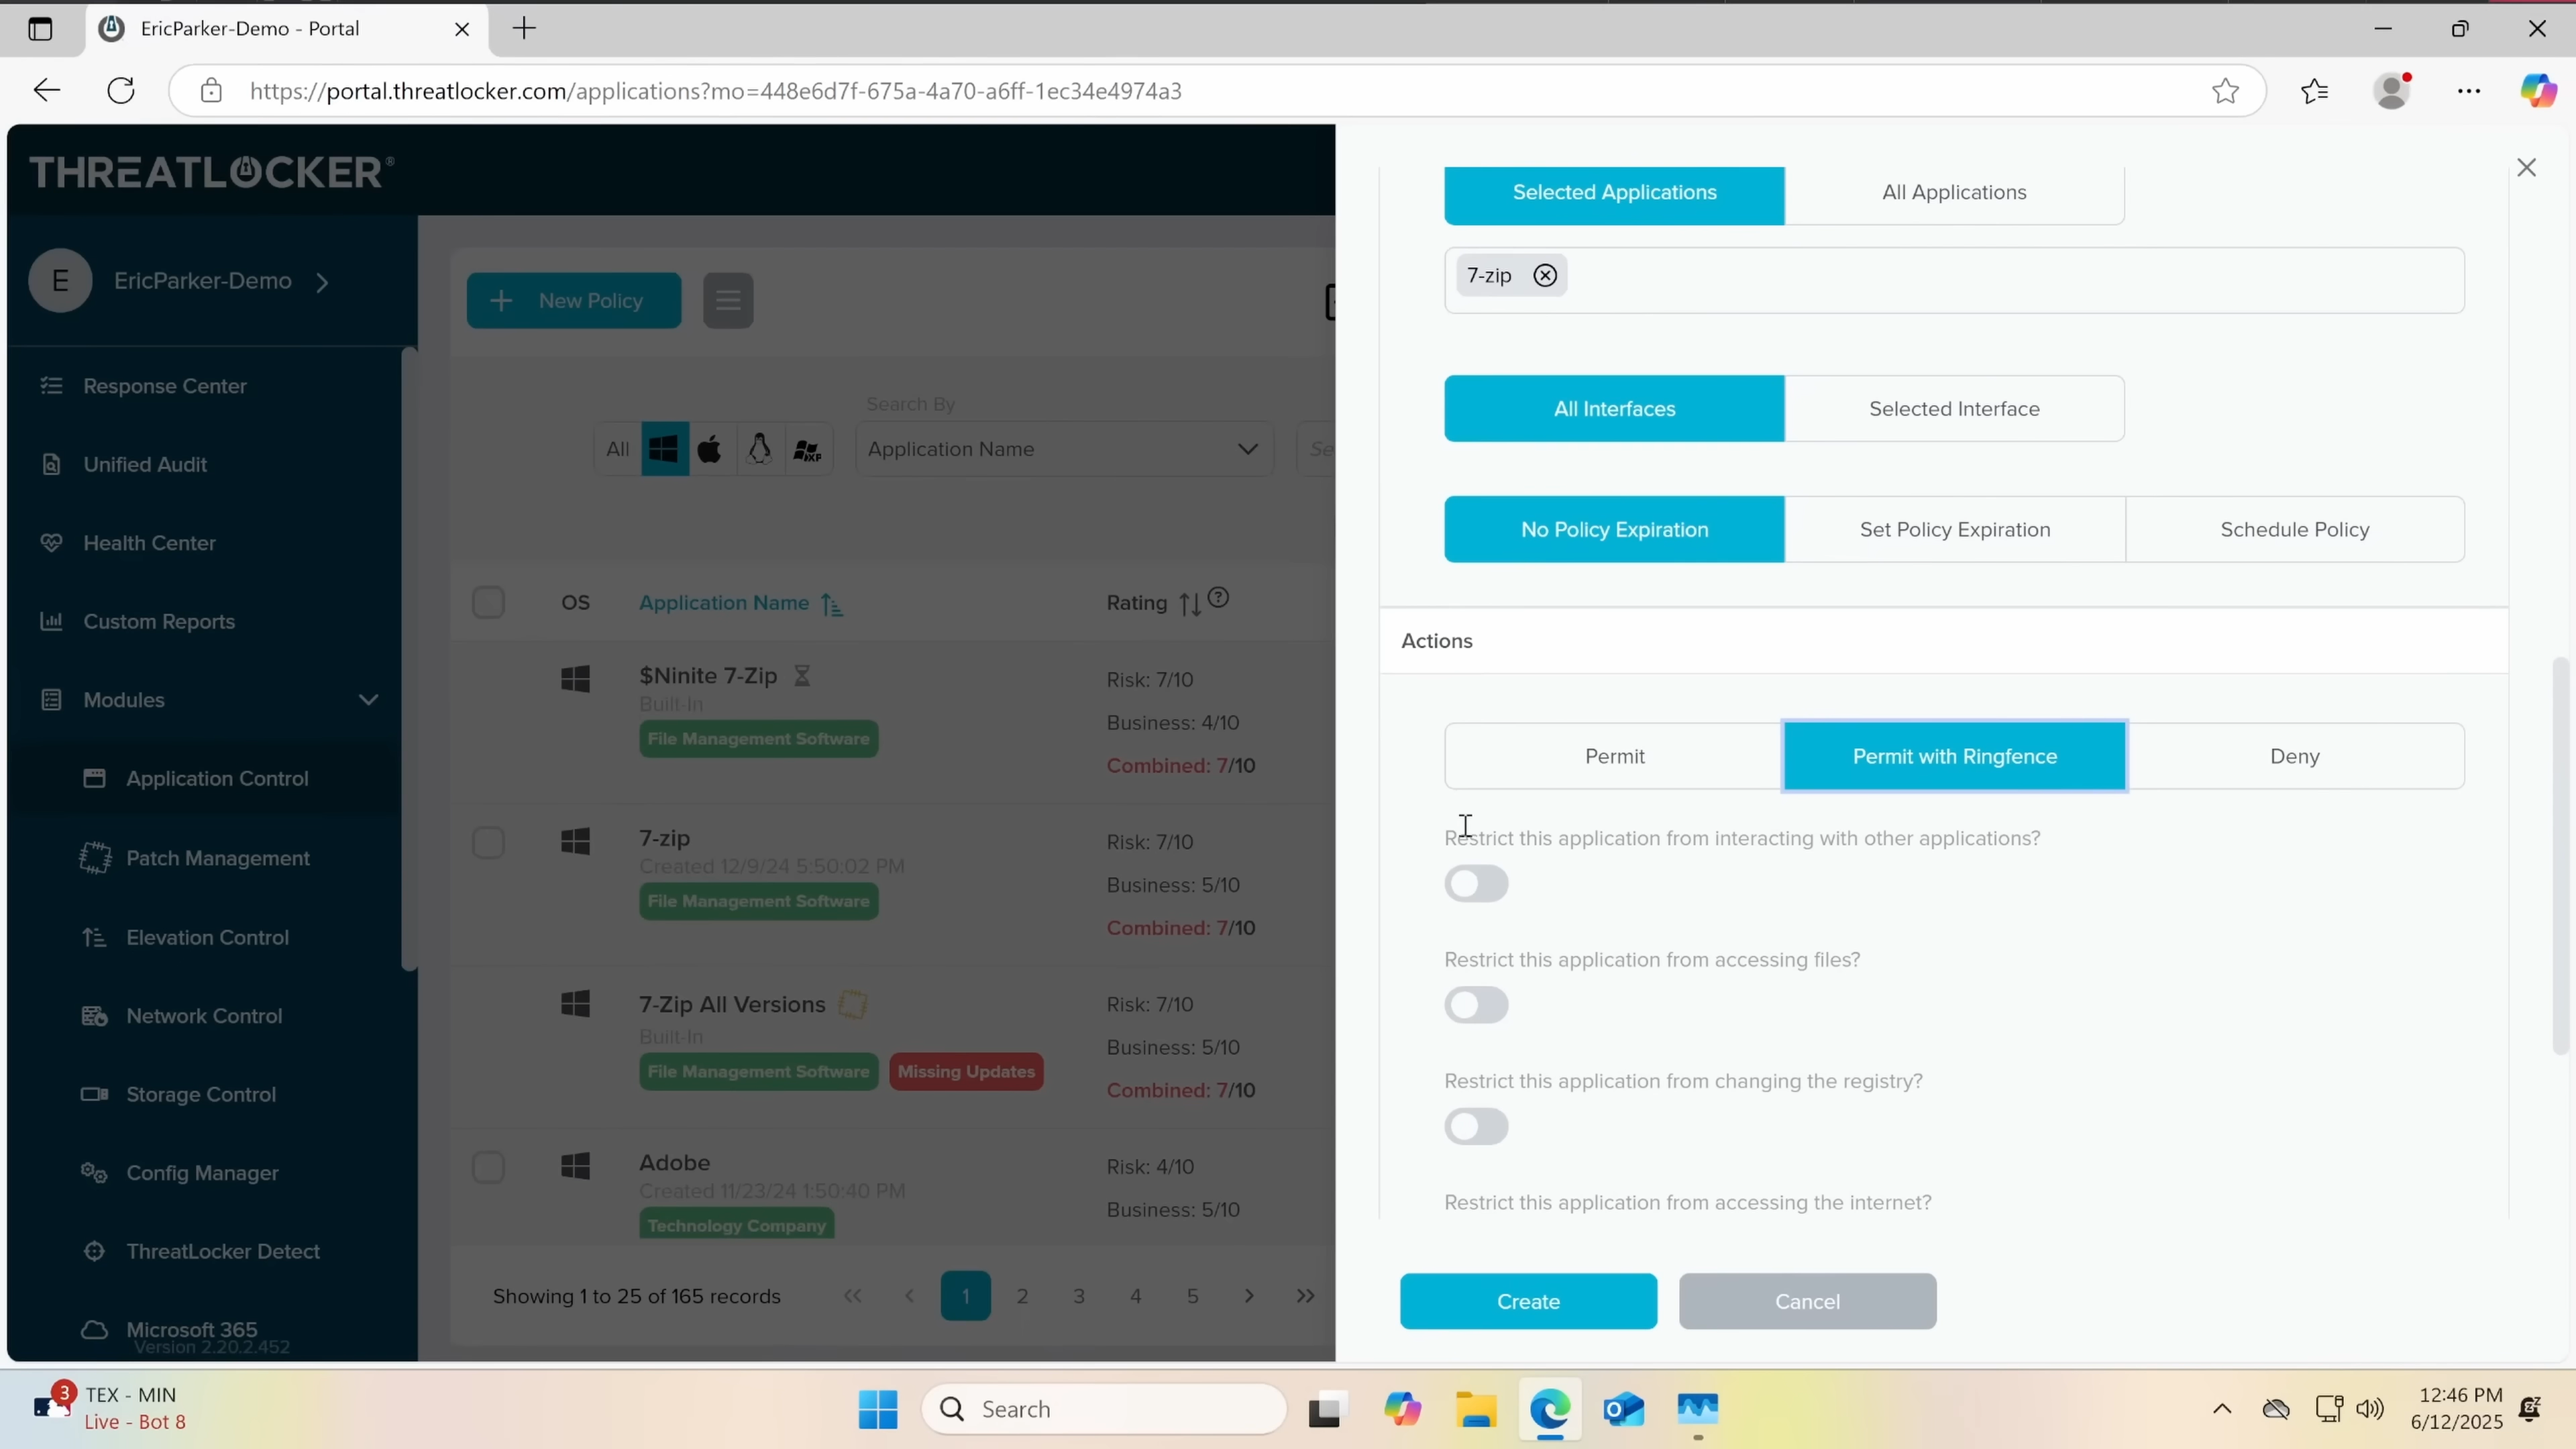 EricParker-Demo - Portal
https://portal.threatlocker.com/applications?mo=448e6d7f-675a-4a70-a6ff-1ec34e4974a3
THREATLOCKER®
E
EricParker-Demo
Response Center
Unified Audit
Health Center
Custom Reports
Modules
Application Control
Patch Management
Elevation Control
Network Control
Storage Control
Config Manager
ThreatLocker Detect
Microsoft 365
Version 2.20.2.452
+ New Policy
Search By
All
XP
Application Name
Se
OS
Application Name
Rating
?
$Ninite 7-Zip
Built-In
File Management Software
Risk: 7/10
Business: 4/10
Combined: 7/10
7-zip
Created 12/9/24 5:50:02 PM
File Management Software
Risk: 7/10
Business: 5/10
Combined: 7/10
7-Zip All Versions
Built-In
File Management Software
Missing Updates
Risk: 7/10
Business: 5/10
Combined: 7/10
Adobe
Created 11/23/24 1:50:40 PM
Technology Company
Risk: 4/10
Business: 5/10
Showing 1 to 25 of 165 records
1 2 3 4 5
Selected Applications
All Applications
7-zip
All Interfaces
Selected Interface
No Policy Expiration
Set Policy Expiration
Schedule Policy
Actions
Permit
Permit with Ringfence
Deny
Restrict this application from interacting with other applications?
Restrict this application from accessing files?
Restrict this application from changing the registry?
Restrict this application from accessing the internet?
Create
Cancel
3
TEX - MIN
Live - Bot 8
Search
12:46 PM
6/12/2025